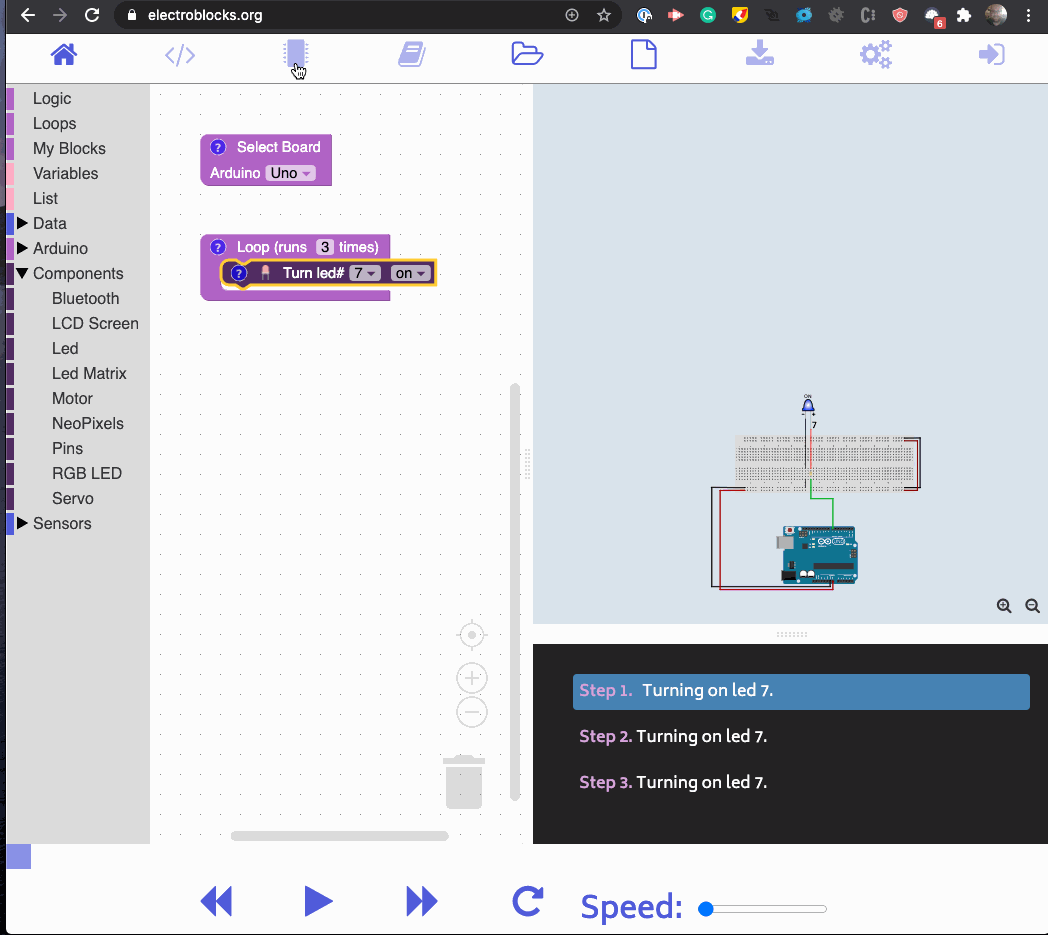 electroblocks.org
6
</>
Logic
Loops
My Blocks
Variables
List
Data
Arduino
Components
Bluetooth
LCD Screen
Led
Led Matrix
Motor
NeoPixels
Pins
RGB LED
Servo
Sensors
? Select Board
Arduino Uno
? Loop (runs 3 times)
? Turn led# 7 on
ON
- +
7
Step 1. Turning on led 7.
Step 2. Turning on led 7.
Step 3. Turning on led 7.
Speed: